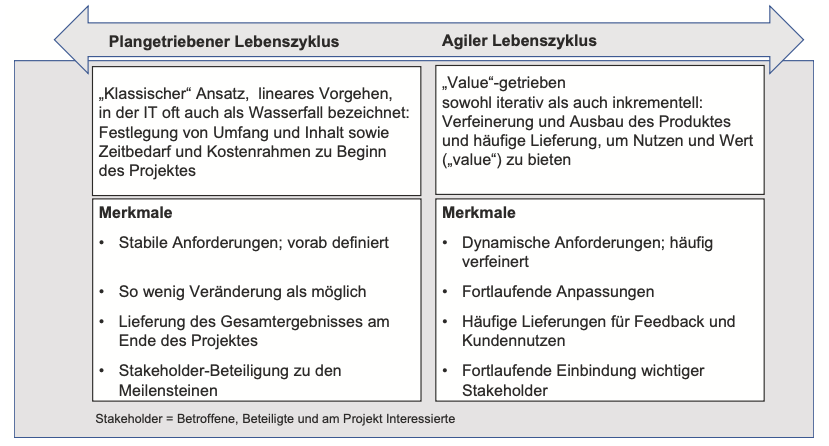 Plangetriebener Lebenszyklus
Agiler Lebenszyklus
„Klassischer“ Ansatz, lineares Vorgehen,
in der IT oft auch als Wasserfall bezeichnet:
Festlegung von Umfang und Inhalt sowie
Zeitbedarf und Kostenrahmen zu Beginn
des Projektes
„Value“-getrieben
sowohl iterativ als auch inkrementell:
Verfeinerung und Ausbau des Produktes
und häufige Lieferung, um Nutzen und Wert
(„value“) zu bieten
Merkmale
• Stabile Anforderungen; vorab definiert
• So wenig Veränderung als möglich
• Lieferung des Gesamtergebnisses am
Ende des Projektes
• Stakeholder-Beteiligung zu den
Meilensteinen
Merkmale
• Dynamische Anforderungen; häufig
verfeinert
• Fortlaufende Anpassungen
• Häufige Lieferungen für Feedback und
Kundennutzen
• Fortlaufende Einbindung wichtiger
Stakeholder
Stakeholder = Betroffene, Beteiligte und am Projekt Interessierte